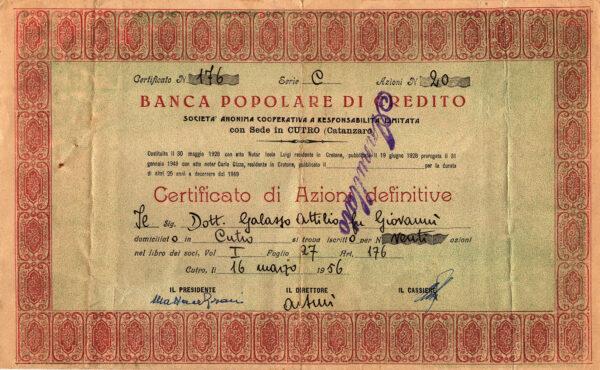 Certificato N 176 Serie C Azioni N 20
BANCA POPOLARE DI CREDITO
SOCIETA' ANONIMA COOPERATIVA A RESPONSABILITA' LIMITATA
con Sede in CUTRO (Catanzaro)
Costituita il 30 maggio 1928 con atto Notar Isola Luigi residente in Crotone, pubblicato il 19 giugno 1928 prorogata il 31
gennaio 1949 con atto notar Carlo residente in Crotone, pubblicato il per la durata
di altri 25 anni a decorrere dal 1949
Certificato di Azioni definitive
Il Sig. Dott. Galasso Attilio fu Giovanni
domiciliato in Cutro si trova iscritto per N venti azioni
nel libro dei soci, Vol I Foglio 27 Art. 176
Cutro, li 16 marzo 1956
IL PRESIDENTE IL DIRETTORE IL CASSIERE
Annullato